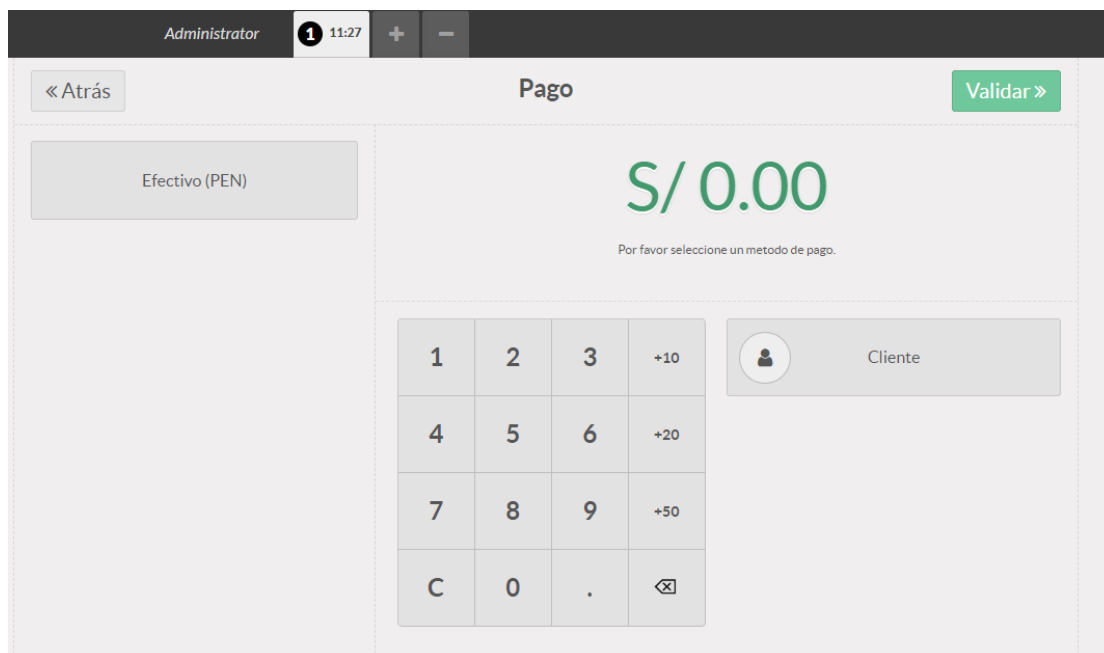 Administrator 1 11:27 + −
« Atrás
Pago
Validar »
Efectivo (PEN)
S/ 0.00
Por favor seleccione un metodo de pago.
1 2 3 +10
4 5 6 +20
7 8 9 +50
C 0 .
Cliente